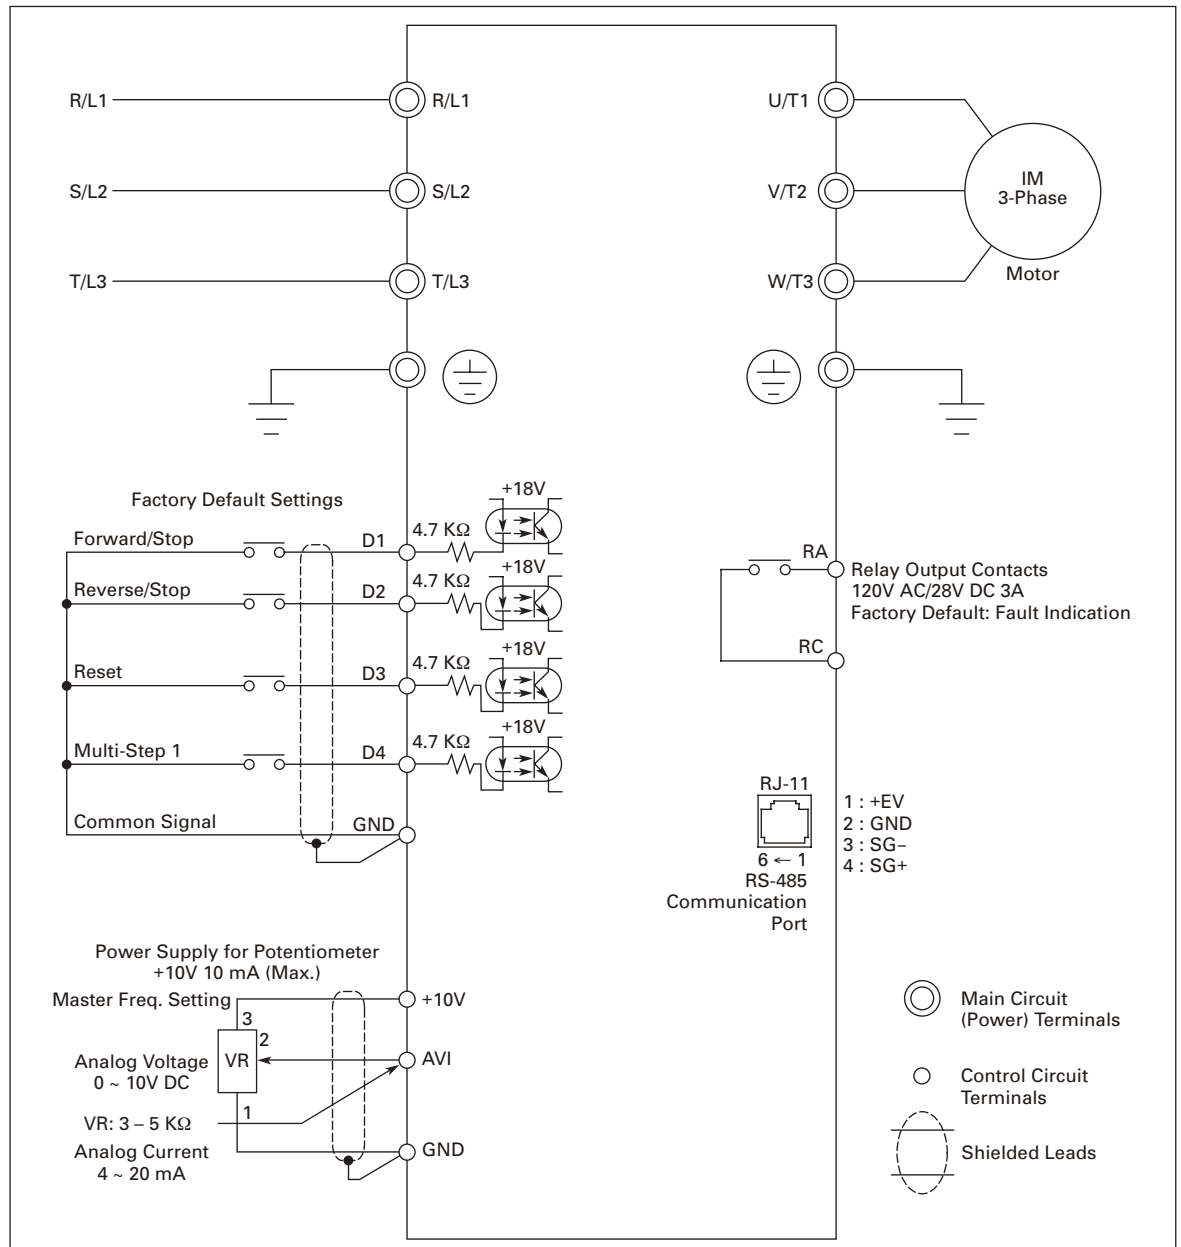 R/L1
R/L1
U/T1
IM
3-Phase
S/L2
S/L2
V/T2
T/L3
T/L3
W/T3
Motor
Factory Default Settings
+18V
Forward/Stop
D1
4.7 KΩ
+18V
Reverse/Stop
D2
4.7 KΩ
RA
Relay Output Contacts
120V AC/28V DC 3A
Factory Default: Fault Indication
RC
+18V
Reset
D3
4.7 KΩ
+18V
Multi-Step 1
D4
4.7 KΩ
Common Signal
GND
RJ-11
1 : +EV
2 : GND
3 : SG–
4 : SG+
6 ← 1
RS-485
Communication
Port
Power Supply for Potentiometer
+10V 10 mA (Max.)
Master Freq. Setting
+10V
3
2
VR
Analog Voltage
0 ~ 10V DC
AVI
1
VR: 3 – 5 KΩ
Analog Current
4 ~ 20 mA
GND
Main Circuit
(Power) Terminals
Control Circuit
Terminals
Shielded Leads